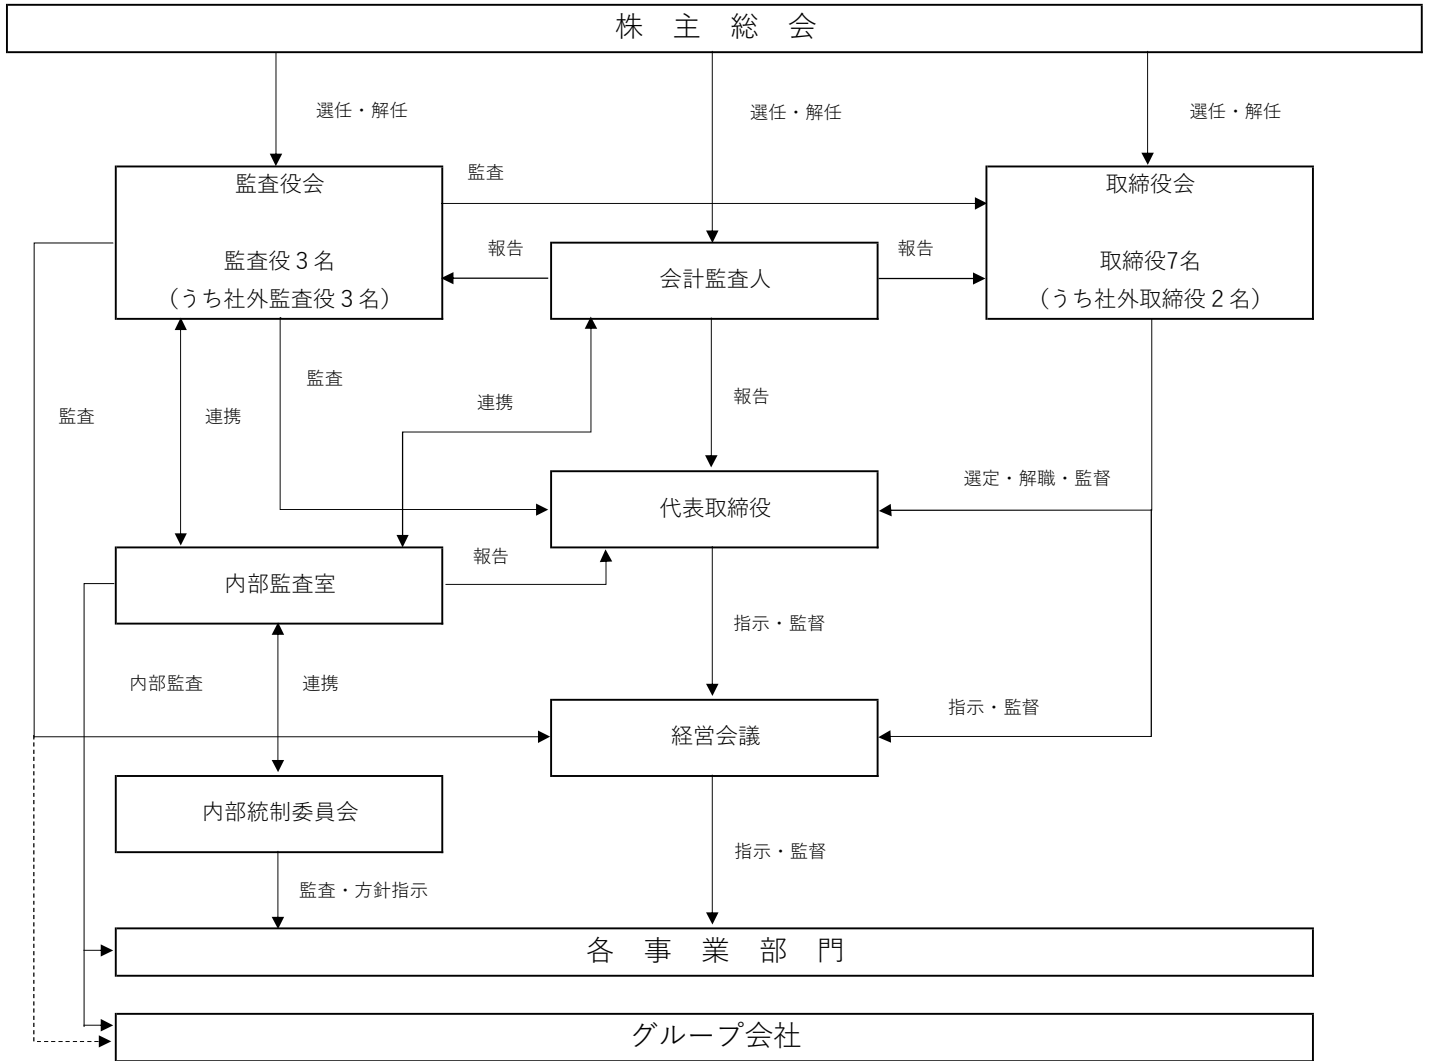 株　主　総　会
選任・解任
選任・解任
選任・解任
監査役会
監査役３名
（うち社外監査役３名）
監査
取締役会
取締役7名
（うち社外取締役２名）
報告
会計監査人
報告
監査
連携
監査
連携
報告
選定・解職・監督
代表取締役
内部監査室
報告
指示・監督
内部監査
連携
経営会議
指示・監督
内部統制委員会
指示・監督
監査・方針指示
各　事　業　部　門
グループ会社